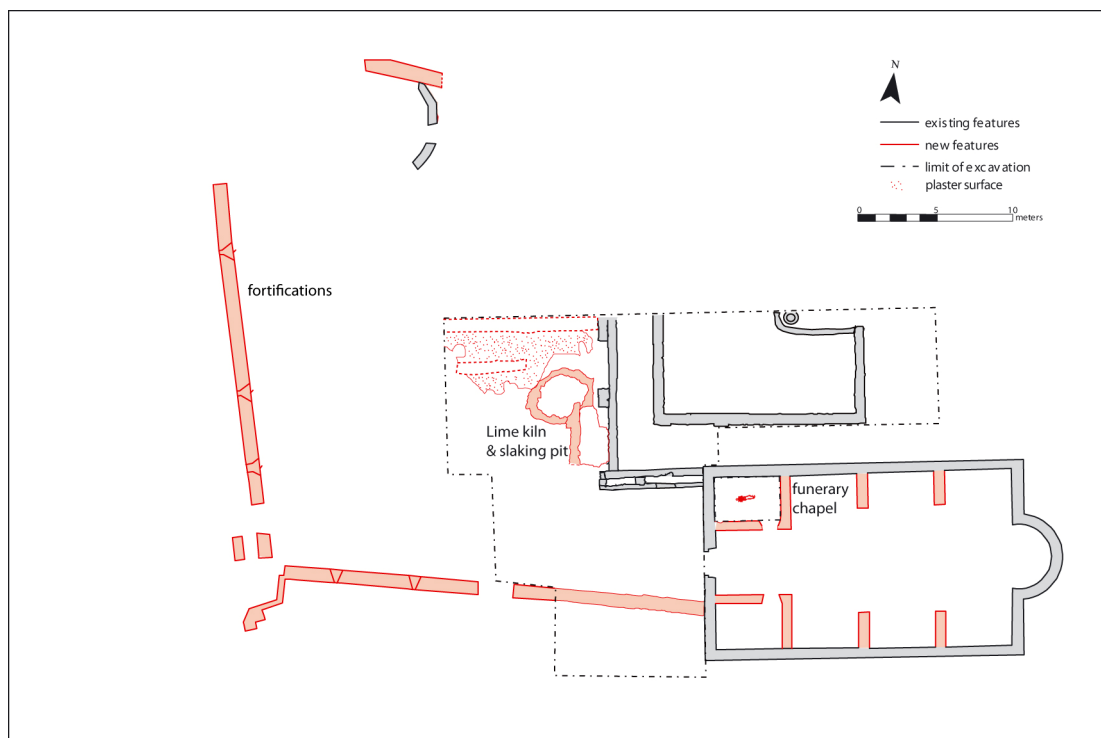 N
existing features
new features
limit of excavation
plaster surface
0 5 10
meters
fortifications
Lime kiln
& slaking pit
funerary
chapel